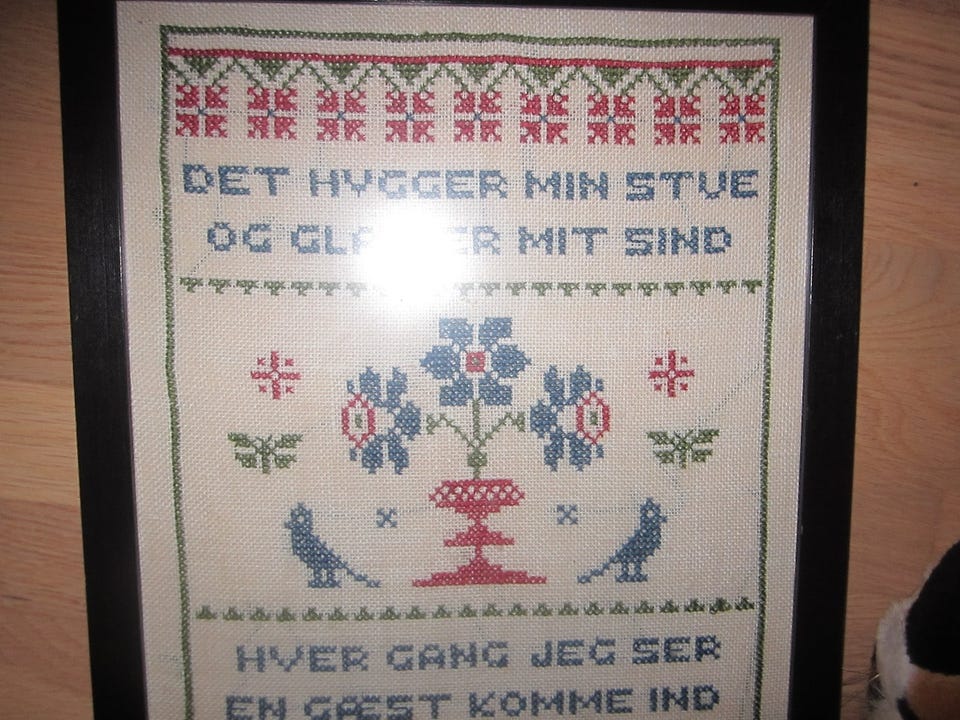 DET HYGGER MIN STUE
OG MIT SIND
HVER GANG JEG SER
EN GÆST KOMME IND